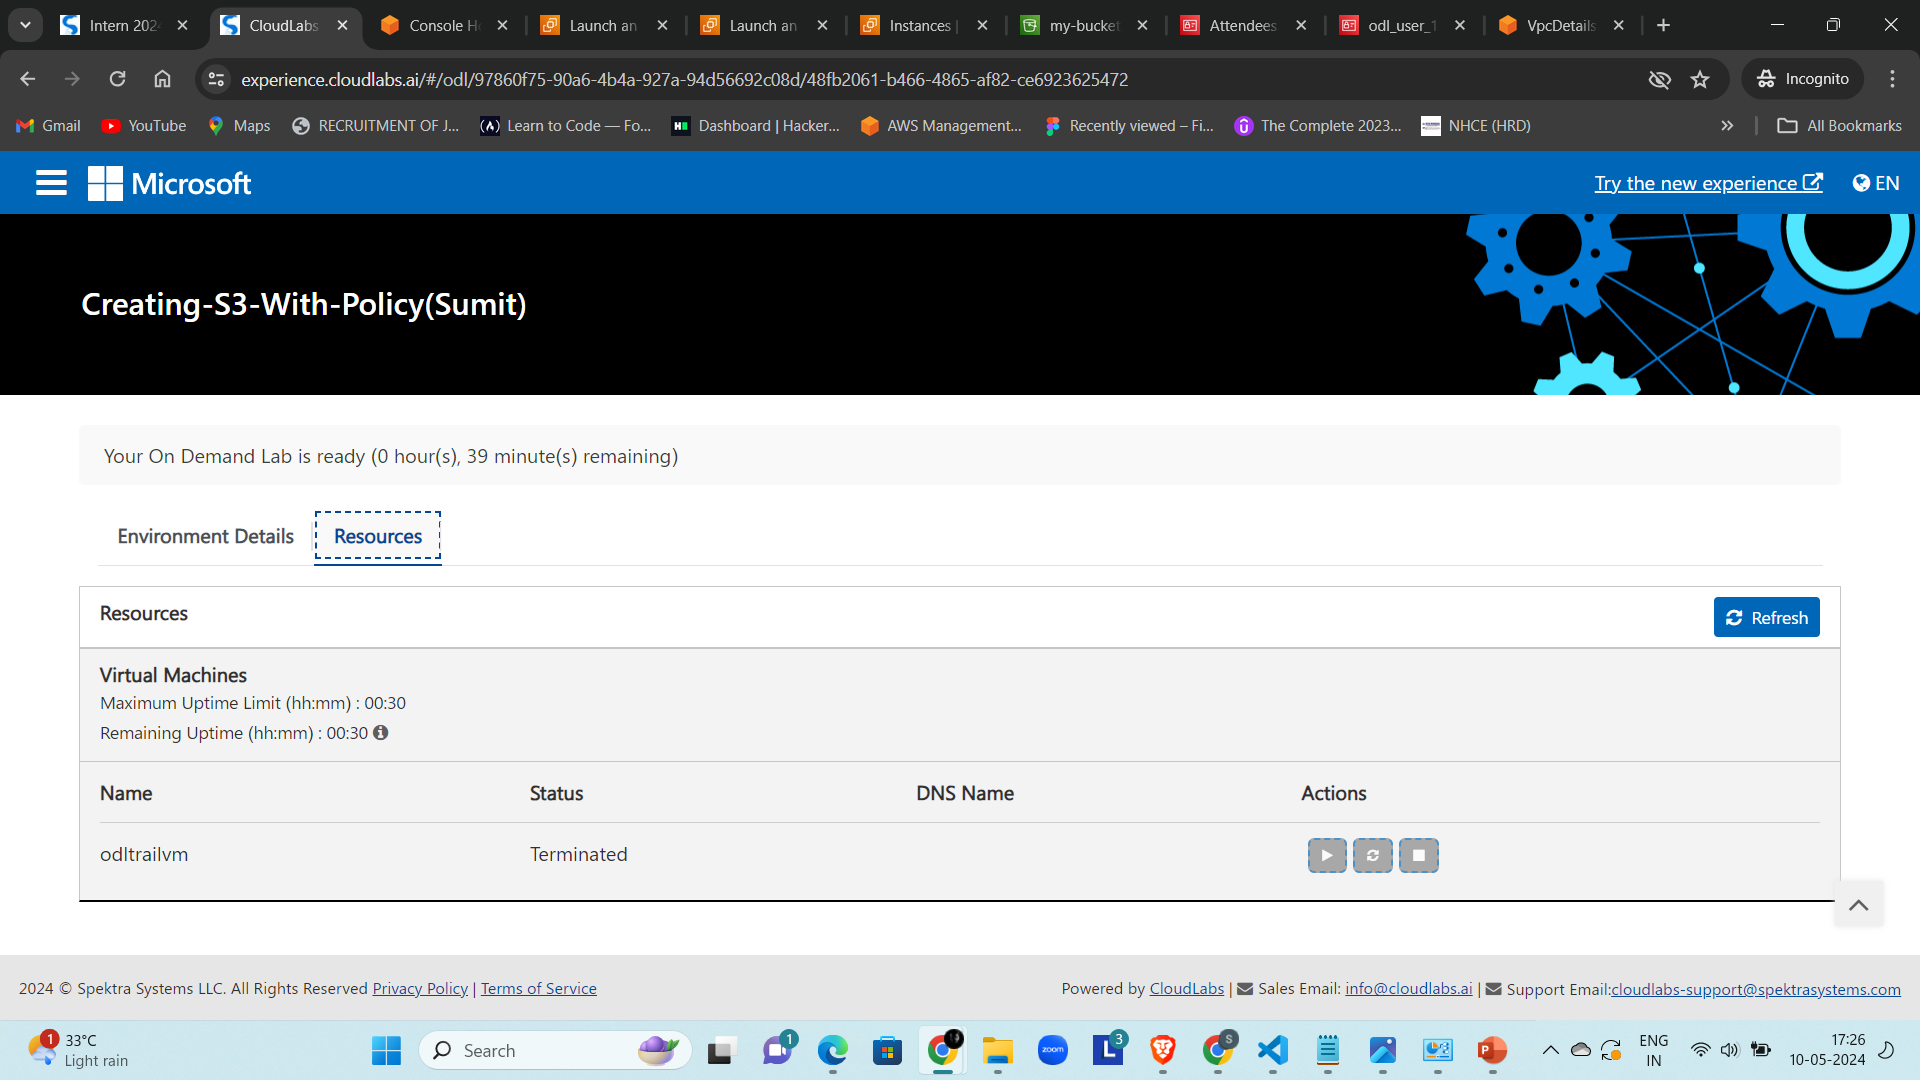 Intern 202
CloudLabs
Console H
Launch an
Launch an
Instances |
my-bucket
Attendees
odl_user_1
VpcDetails
experience.cloudlabs.ai/#/odl/97860f75-90a6-4b4a-927a-94d56692c08d/48fb2061-b466-4865-af82-ce6923625472
Incognito
Gmail
YouTube
Maps
RECRUITMENT OF J...
Learn to Code — Fo...
Dashboard | Hacker...
AWS Management...
Recently viewed – Fi...
The Complete 2023...
NHCE (HRD)
All Bookmarks
Microsoft
Try the new experience
EN
Creating-S3-With-Policy(Sumit)
Your On Demand Lab is ready (0 hour(s), 39 minute(s) remaining)
Environment Details
Resources
Resources
Refresh
Virtual Machines
Maximum Uptime Limit (hh:mm) : 00:30
Remaining Uptime (hh:mm) : 00:30
Name Status DNS Name Actions
odltrailvm Terminated
2024 © Spektra Systems LLC. All Rights Reserved Privacy Policy | Terms of Service
Powered by CloudLabs | Sales Email: info@cloudlabs.ai | Support Email:cloudlabs-support@spektrasystems.com
1
33°C
Light rain
Search
1
zoom
L
3
S
P
ENG
IN
17:26
10-05-2024